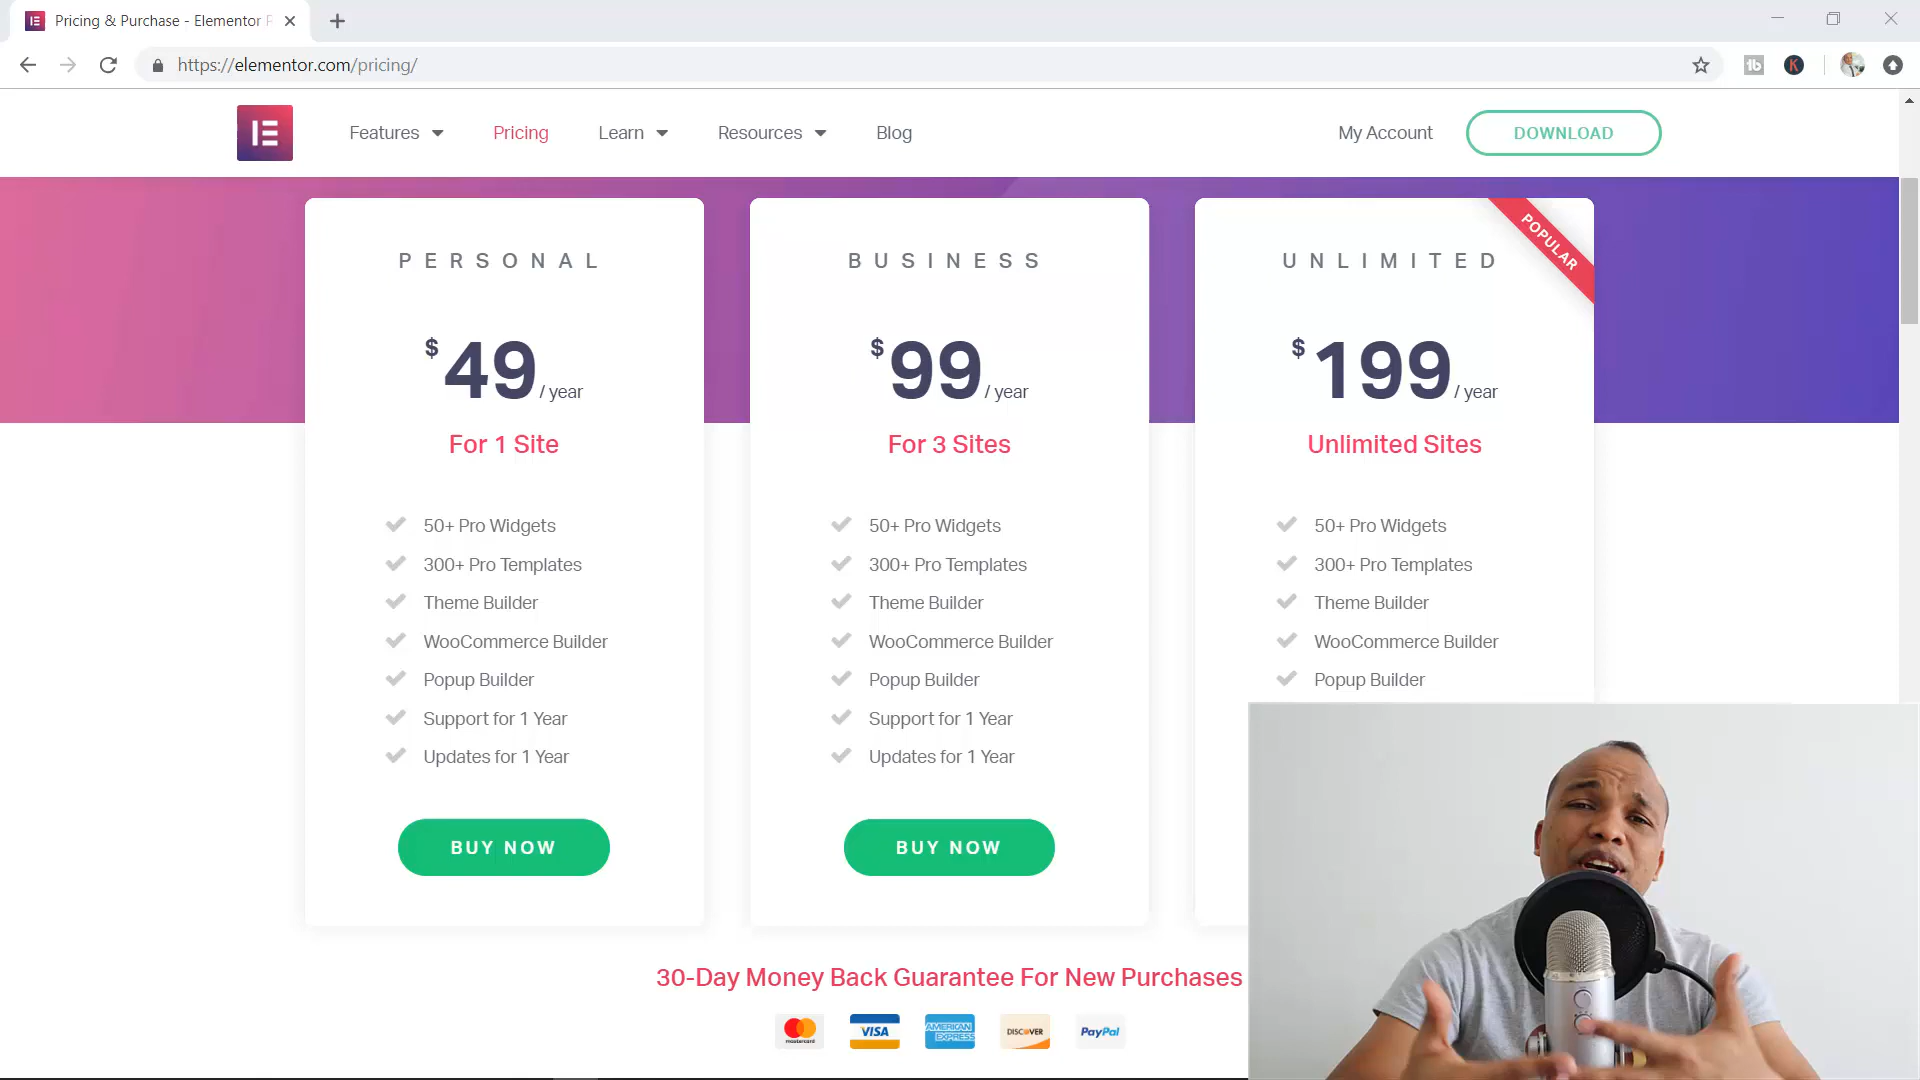 Pricing & Purchase - Elementor P
https://elementor.com/pricing/
Features
Pricing
Learn
Resources
Blog
My Account
DOWNLOAD
PERSONAL
$49/ year
For 1 Site
50+ Pro Widgets
300+ Pro Templates
Theme Builder
WooCommerce Builder
Popup Builder
Support for 1 Year
Updates for 1 Year
BUY NOW
BUSINESS
$99/ year
For 3 Sites
50+ Pro Widgets
300+ Pro Templates
Theme Builder
WooCommerce Builder
Popup Builder
Support for 1 Year
Updates for 1 Year
BUY NOW
POPULAR
UNLIMITED
$199/ year
Unlimited Sites
50+ Pro Widgets
300+ Pro Templates
Theme Builder
WooCommerce Builder
Popup Builder
30-Day Money Back Guarantee For New Purchases
mastercard
VISA
AMERICAN EXPRESS
DISCOVER
PayPal